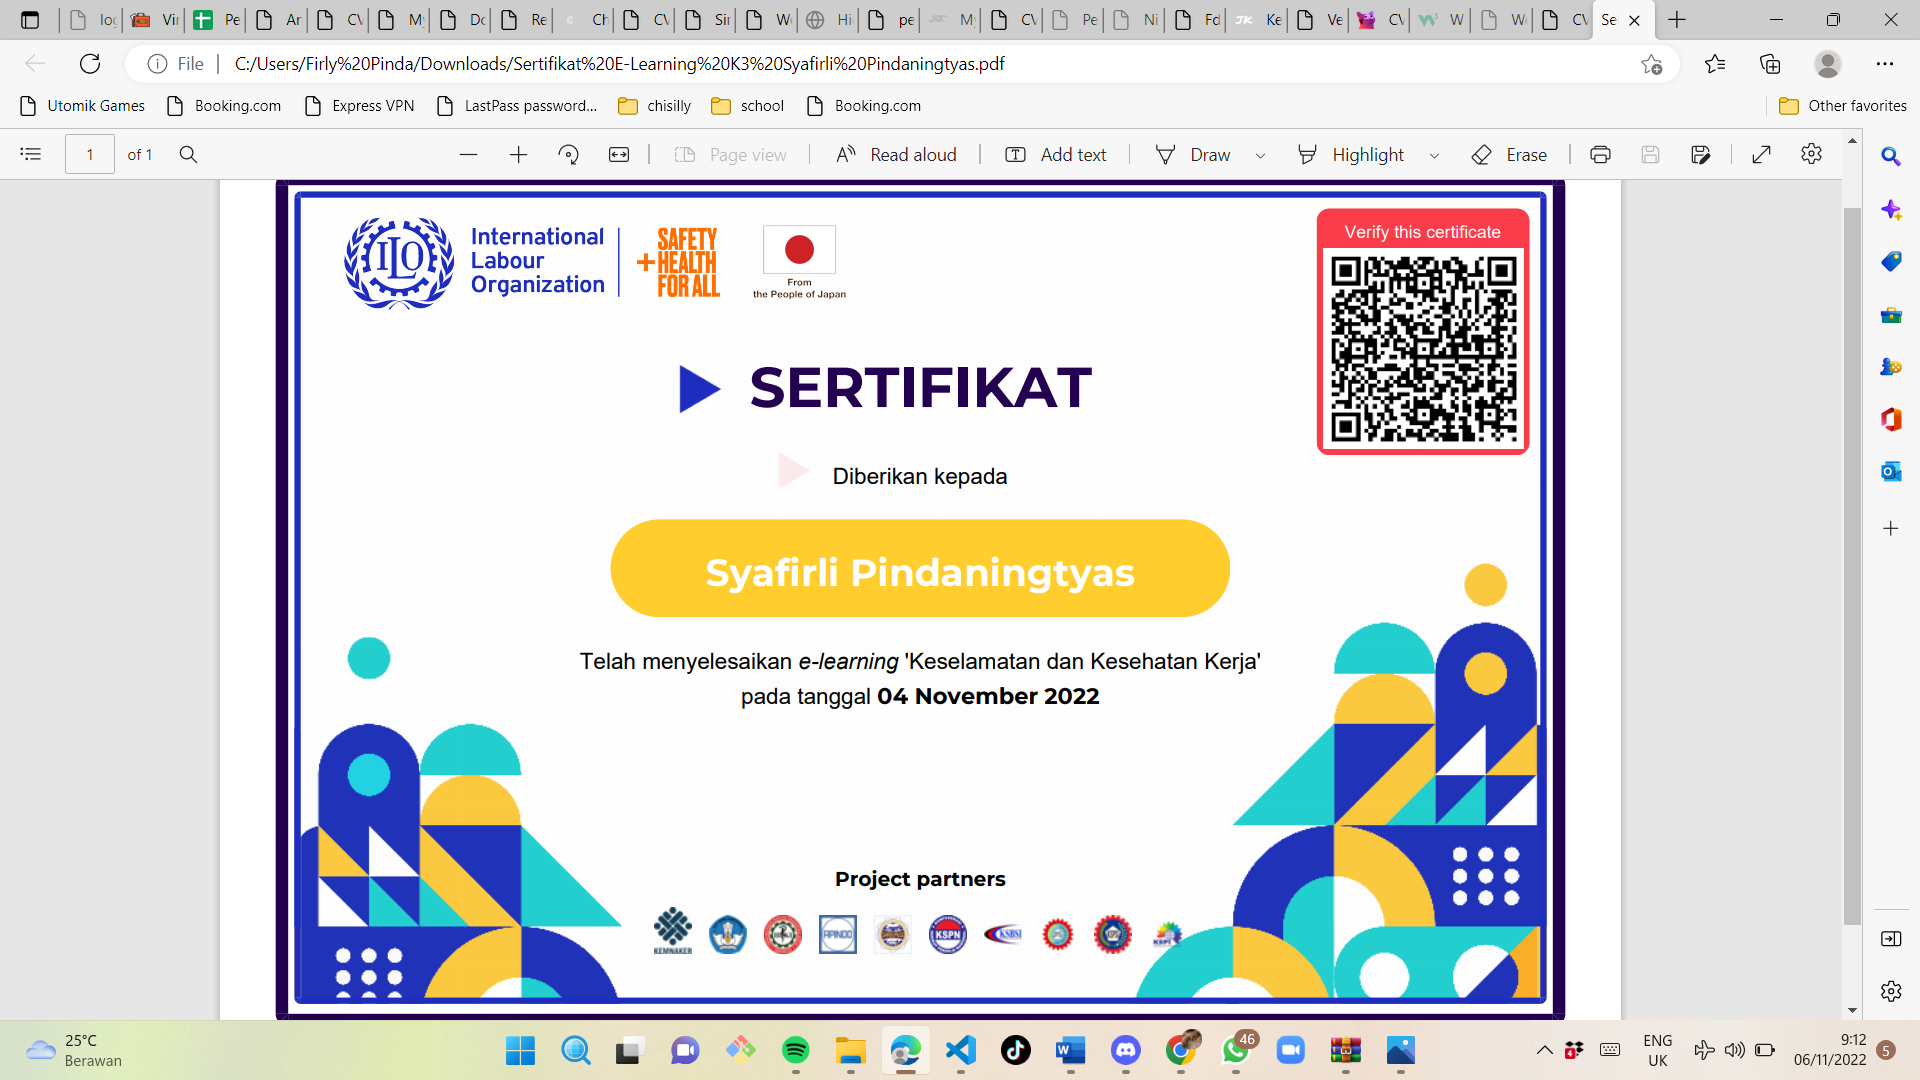 File
C:/Users/Firly%20Pinda/Downloads/Sertifikat%20E-Learning%20K3%20Syafirli%20Pindaningtyas.pdf
Utomik Games
Booking.com
Express VPN
LastPass password...
chisilly
school
Booking.com
Other favorites
1
of 1
Page view
Read aloud
Add text
Draw
Highlight
Erase
ILO
International
Labour
Organization
+SAFETY
HEALTH
FOR ALL
From
the People of Japan
Verify this certificate
SERTIFIKAT
Diberikan kepada
Syafirli Pindaningtyas
Telah menyelesaikan e-learning 'Keselamatan dan Kesehatan Kerja'
pada tanggal 04 November 2022
Project partners
KEMNAKER
APINDO
KSPN
KSBSI
KSPI
25°C
Berawan
46
4
ENG
UK
9:12
06/11/2022
5